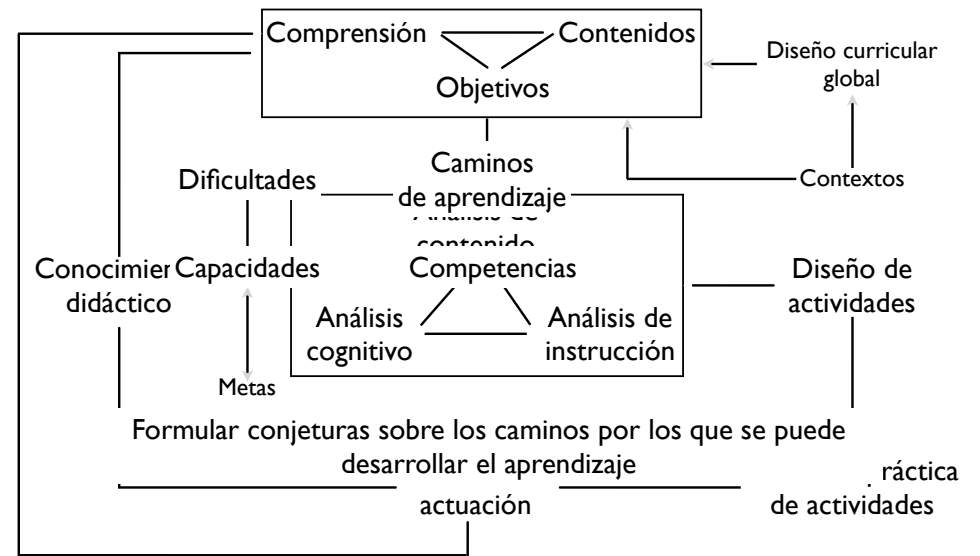 Comprensión
Contenidos
Objetivos
Diseño curricular
global
Caminos
de aprendizaje
Dificultades
Contextos
contenido
Capacidades
didáctico
Competencias
Diseño de
actividades
Análisis
cognitivo
Análisis de
instrucción
Metas
Formular conjeturas sobre los caminos por los que se puede
desarrollar el aprendizaje
actuación
de actividades